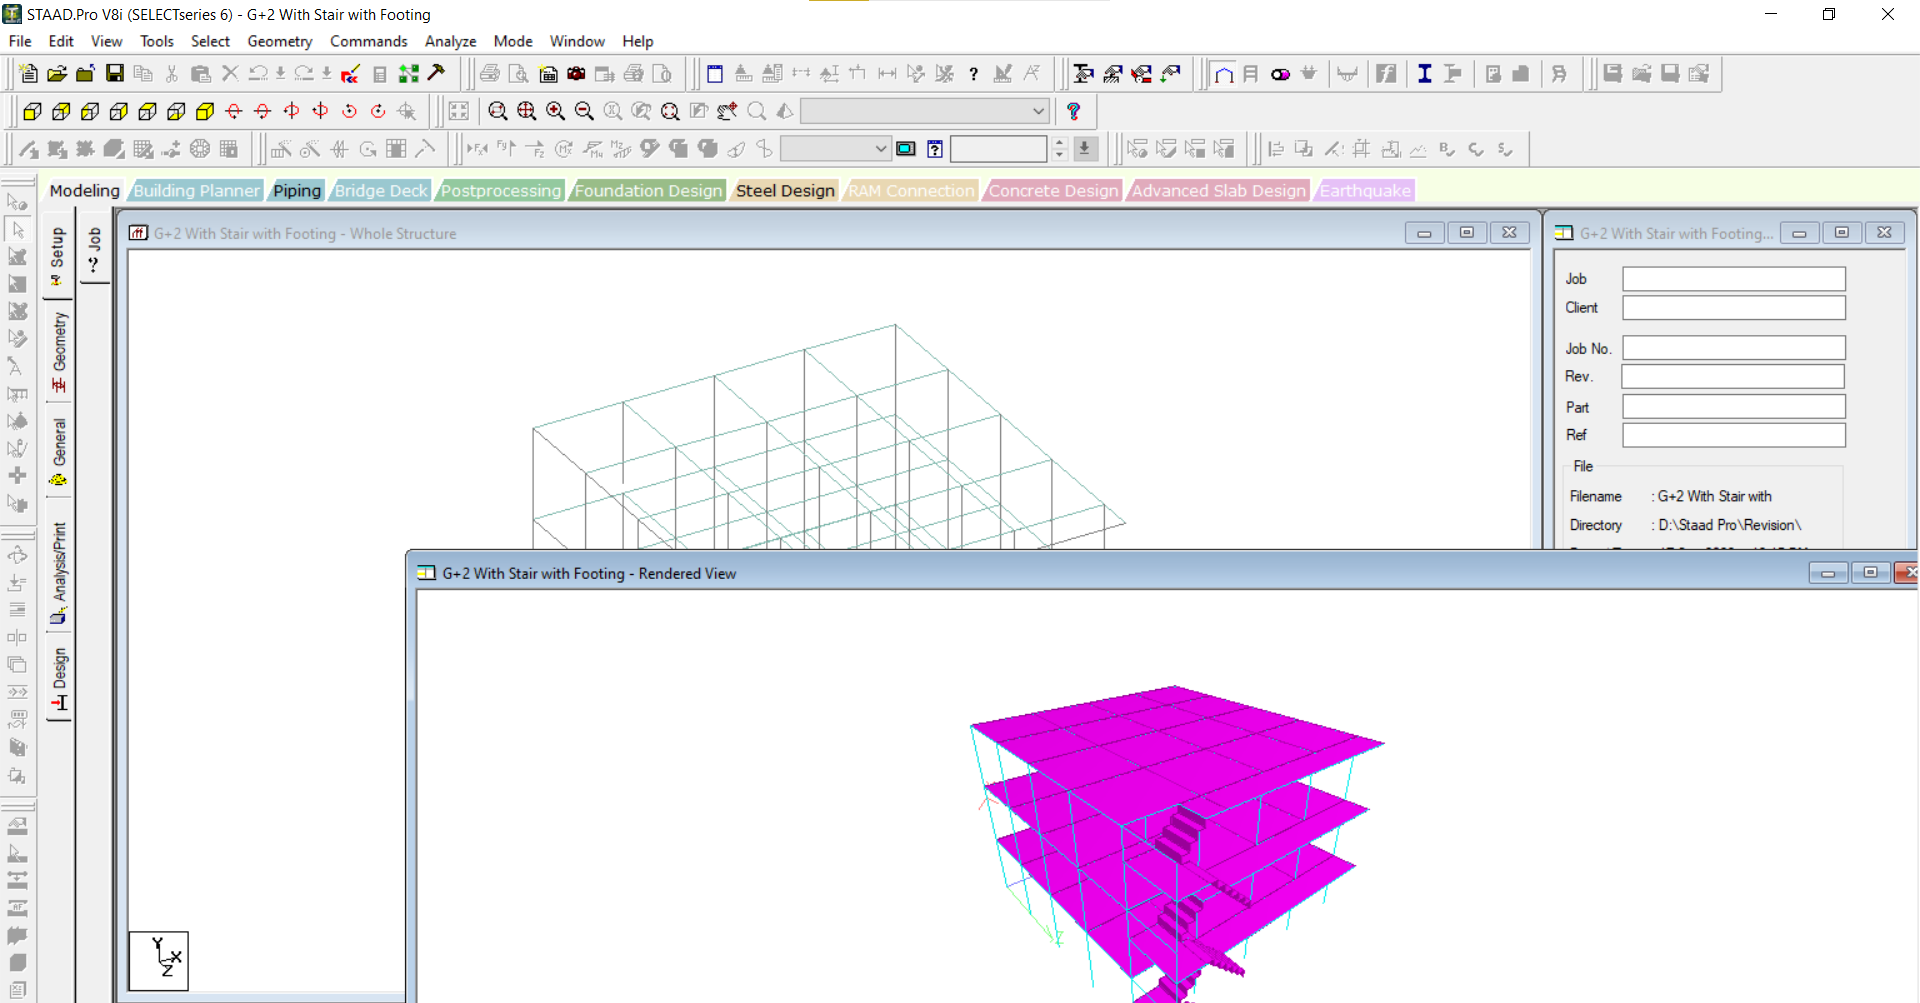 STAAD.Pro V8i (SELECTseries 6) - G+2 With Stair with Footing
File Edit View Tools Select Geometry Commands Analyze Mode Window Help
Modeling Building Planner Piping Bridge Deck Postprocessing Foundation Design Steel Design RAM Connection Concrete Design Advanced Slab Design Earthquake
Setup
Geometry
General
Analysis/Print
Design
Job
G+2 With Stair with Footing - Whole Structure
Y
X
Z
G+2 With Stair with Footing...
Job
Client
Job No.
Rev.
Part
Ref
File
Filename : G+2 With Stair with
Directory : D:\Staad Pro\Revision\
G+2 With Stair with Footing - Rendered View